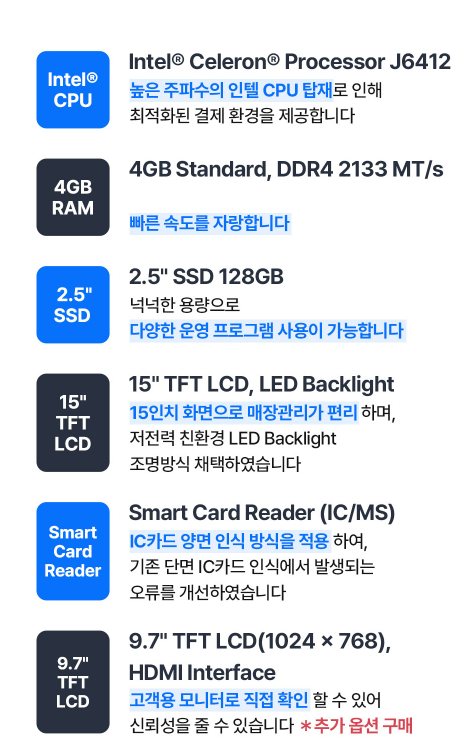 Intel®
CPU
Intel® Celeron® Processor J6412
높은 주파수의 인텔 CPU 탑재로 인해
최적화된 결제 환경을 제공합니다
4GB
RAM
4GB Standard, DDR4 2133 MT/s
빠른 속도를 자랑합니다
2.5"
SSD
2.5" SSD 128GB
넉넉한 용량으로
다양한 운영 프로그램 사용이 가능합니다
15"
TFT
LCD
15" TFT LCD, LED Backlight
15인치 화면으로 매장관리가 편리 하며,
저전력 친환경 LED Backlight
조명방식 채택하였습니다
Smart
Card
Reader
Smart Card Reader (IC/MS)
IC카드 양면 인식 방식을 적용 하여,
기존 단면 IC카드 인식에서 발생되는
오류를 개선하였습니다
9.7"
TFT
LCD
9.7" TFT LCD(1024 × 768),
HDMI Interface
고객용 모니터로 직접 확인 할 수 있어
신뢰성을 줄 수 있습니다 *추가 옵션 구매